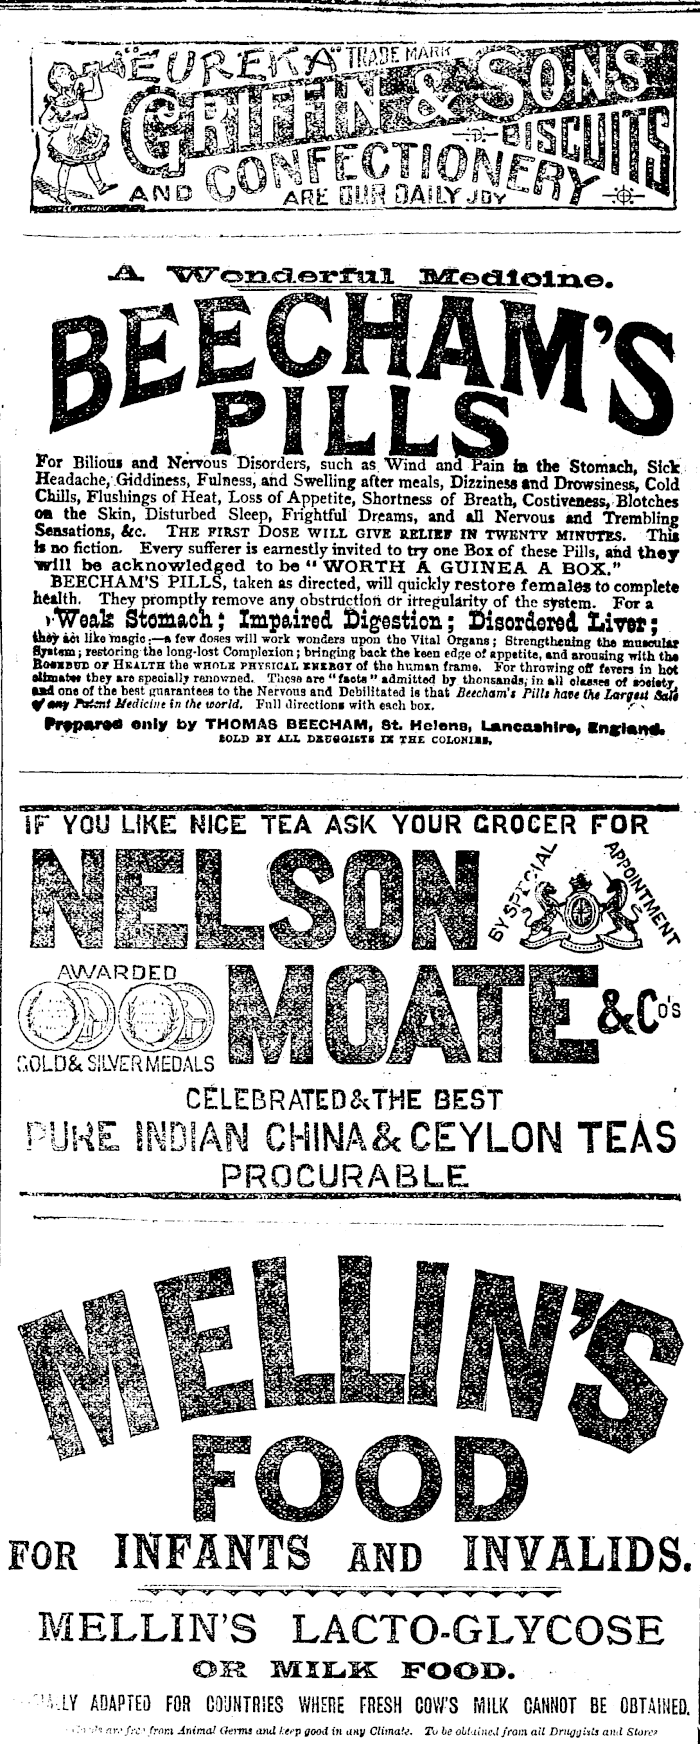 "EUREKA" TRADE MARK
GRIFFIN & SONS
BISCUITS
AND CONFECTIONERY
ARE OUR DAILY JOY
A Wonderful Medicine.
BEECHAM'S
PILLS
For Bilious and Nervous Disorders, such as Wind and Pain in the Stomach, Sick
Headache, Giddiness, Fulness, and Swelling after meals, Dizziness and Drowsiness, Cold
Chills, Flushings of Heat, Loss of Appetite, Shortness of Breath, Costiveness, Blotches
on the Skin, Disturbed Sleep, Frightful Dreams, and all Nervous and Trembling
Sensations, &c. THE FIRST DOSE WILL GIVE RELIEF IN TWENTY MINUTES. This
is no fiction. Every sufferer is earnestly invited to try one Box of these Pills, and they
will be acknowledged to be "WORTH A GUINEA A BOX."
BEECHAM'S PILLS, taken as directed, will quickly restore females to complete
health. They promptly remove any obstruction or irregularity of the system. For a
Weak Stomach; Impaired Digestion; Disordered Liver;
they act like magic:—a few doses will work wonders upon the Vital Organs; Strengthening the muscular
System; restoring the long-lost Complexion; bringing back the keen edge of appetite, and arousing with the
ROSEBUD OF HEALTH the WHOLE PHYSICAL ENERGY of the human frame. For throwing off fevers in hot
climates they are specially renowned. These are "facts" admitted by thousands, in all classes of society,
and one of the best guarantees to the Nervous and Debilitated is that Beecham's Pills have the Largest Sale
of any Patent Medicine in the world. Full directions with each box.
Prepared only by THOMAS BEECHAM, St. Helens, Lancashire, England.
SOLD BY ALL DRUGGISTS IN THE COLONIES.
IF YOU LIKE NICE TEA ASK YOUR GROCER FOR
NELSON
BY SPECIAL APPOINTMENT
AWARDED
GOLD & SILVER MEDALS
MOATE & Co's
CELEBRATED & THE BEST
PURE INDIAN CHINA & CEYLON TEAS
PROCURABLE
MELLIN'S
FOOD
FOR INFANTS AND INVALIDS.
MELLIN'S LACTO-GLYCOSE
OR MILK FOOD.
ADAPTED FOR COUNTRIES WHERE FRESH COW'S MILK CANNOT BE OBTAINED.
are free from Animal Germs and keep good in any Climate. To be obtained from all Druggists and Stores